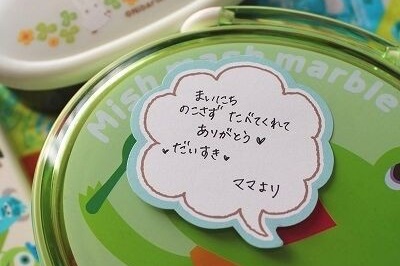 Mish mash marble
まいにち
のこさず たべてくれて
ありがとう♥
♥だいすき♥
ママより